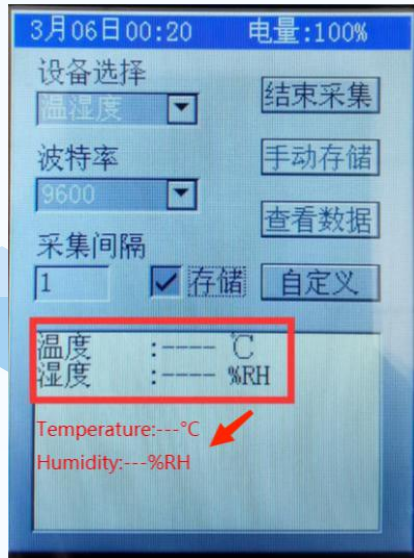 3月06日00:20 电量:100%
设备选择
温湿度
结束采集
波特率
手动存储
9600
查看数据
采集间隔
1
存储
自定义
温度 :---- ℃
湿度 :---- %RH
Temperature:---°C
Humidity:---%RH